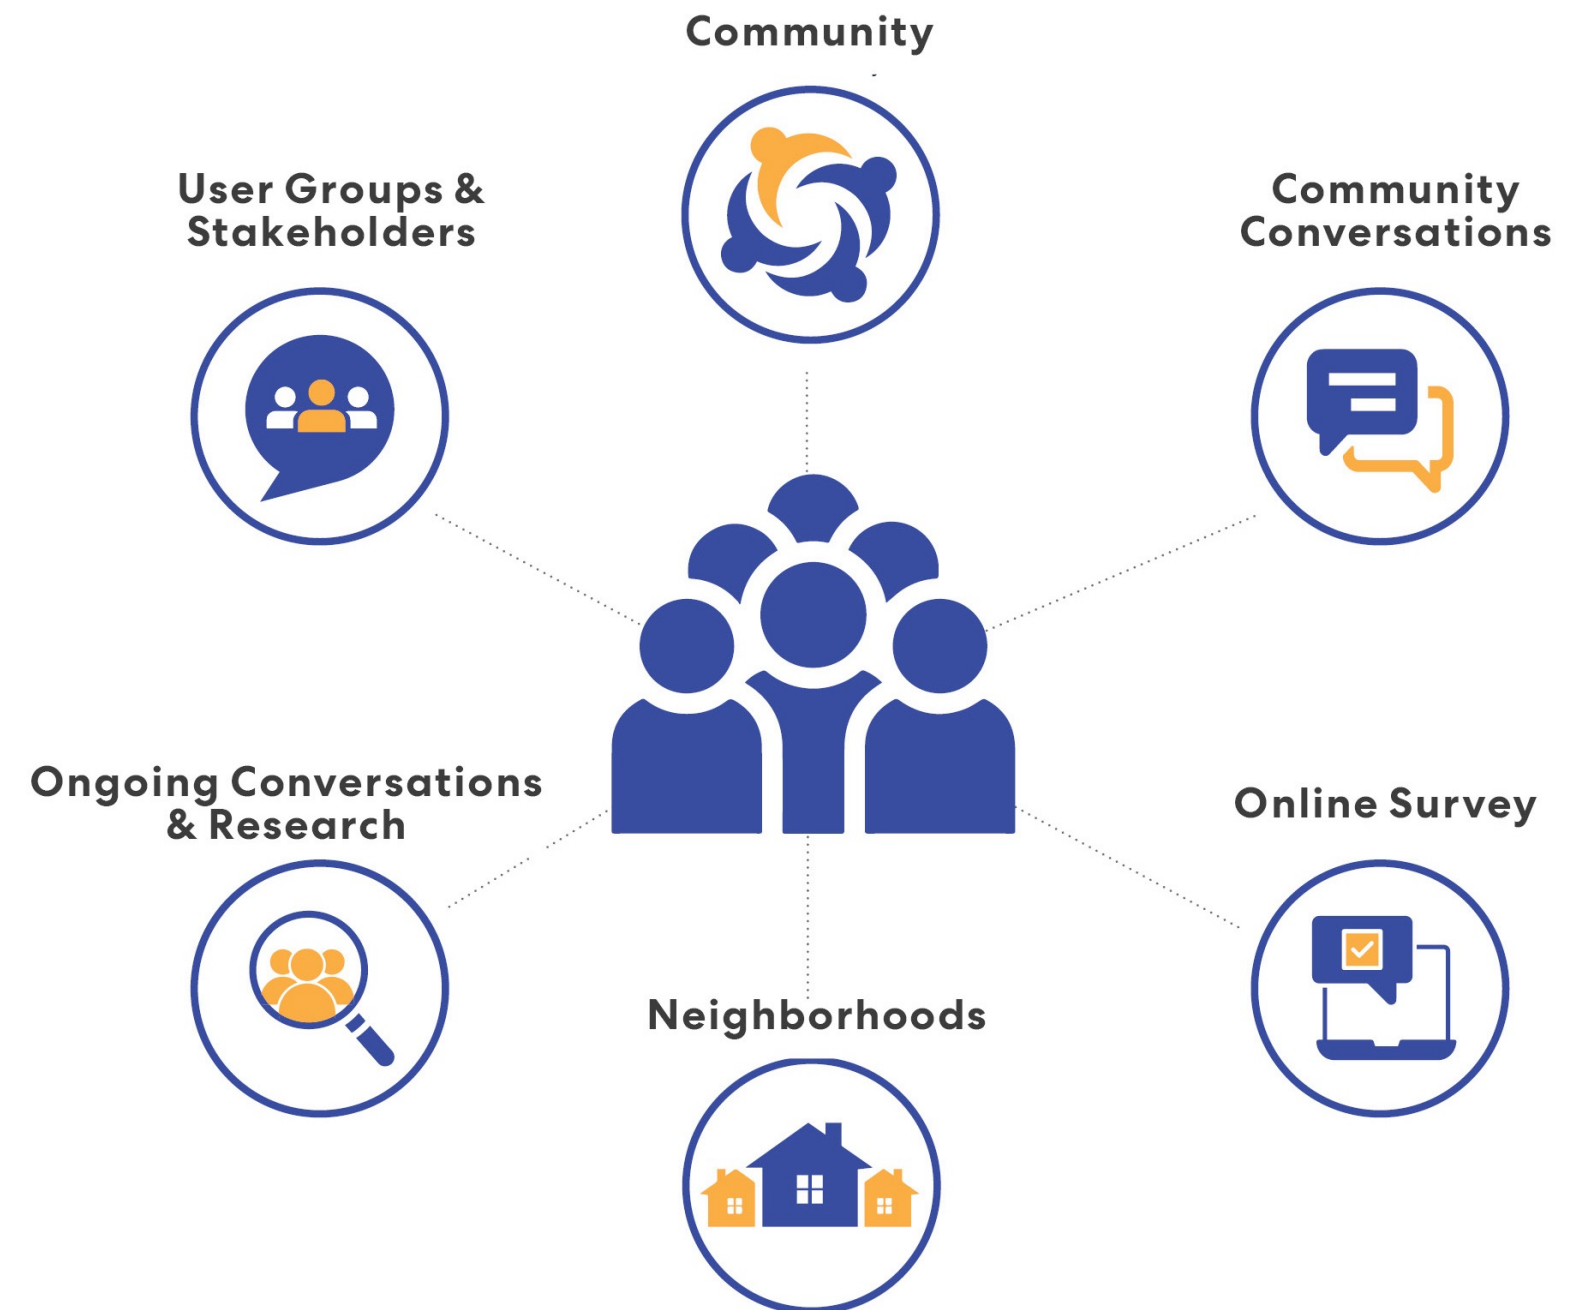 Community
User Groups &
Stakeholders
Community
Conversations
Ongoing Conversations
& Research
Online Survey
Neighborhoods